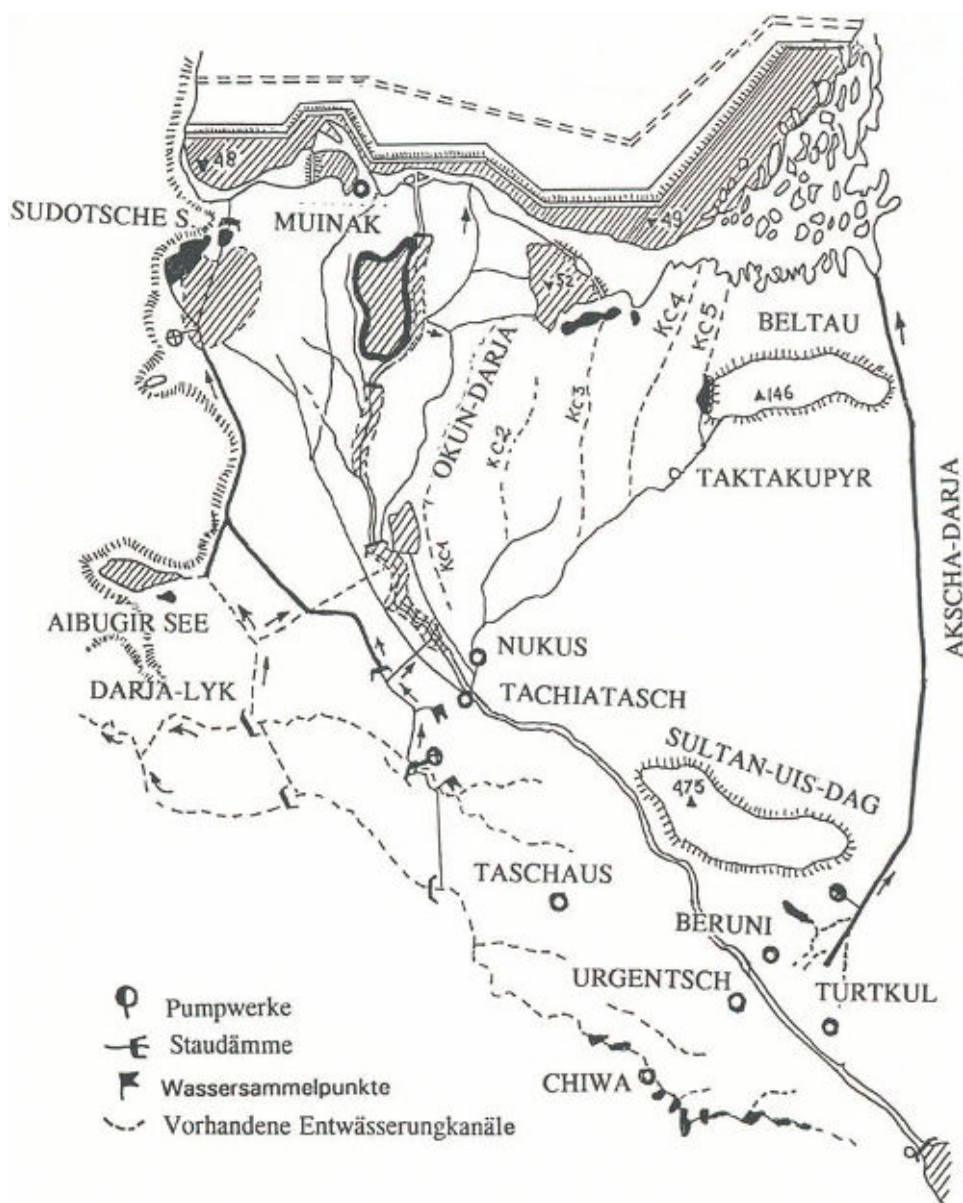 48
SUDOTSCHE S.
MUINAK
49
52
KC4
KC5
BELTAU
146
OKUN-DARJA
KC2
KC3
TAKTAKUPYR
KC1
AKSCHA-DARJA
AIBUGIR SEE
NUKUS
DARJA-LYK
TACHIATASCH
SULTAN-UIS-DAG
475
TASCHAUS
BERUNI
URGENTSCH
TURTKUL
CHIWA
Pumpwerke
Staudämme
Wassersammelpunkte
Vorhandene Entwässerungkanäle